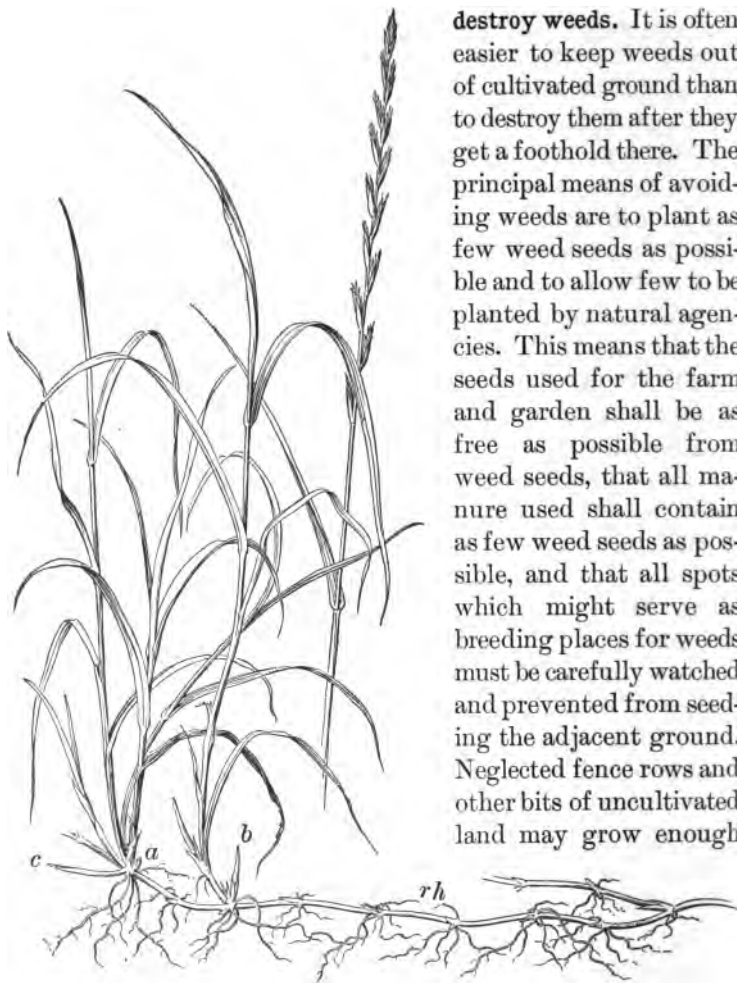 destroy weeds. It is often
easier to keep weeds out
of cultivated ground than
to destroy them after they
get a foothold there. The
principal means of avoid-
ing weeds are to plant as
few weed seeds as possi-
ble and to allow few to be
planted by natural agen-
cies. This means that the
seeds used for the farm
and garden shall be as
free as possible from
weed seeds, that all ma-
nure used shall contain
as few weed seeds as pos-
sible, and that all spots
which might serve as
breeding places for weeds
must be carefully watched
and prevented from seed-
ing the adjacent ground.
Neglected fence rows and
other bits of uncultivated
land may grow enough
c
a
b
rh